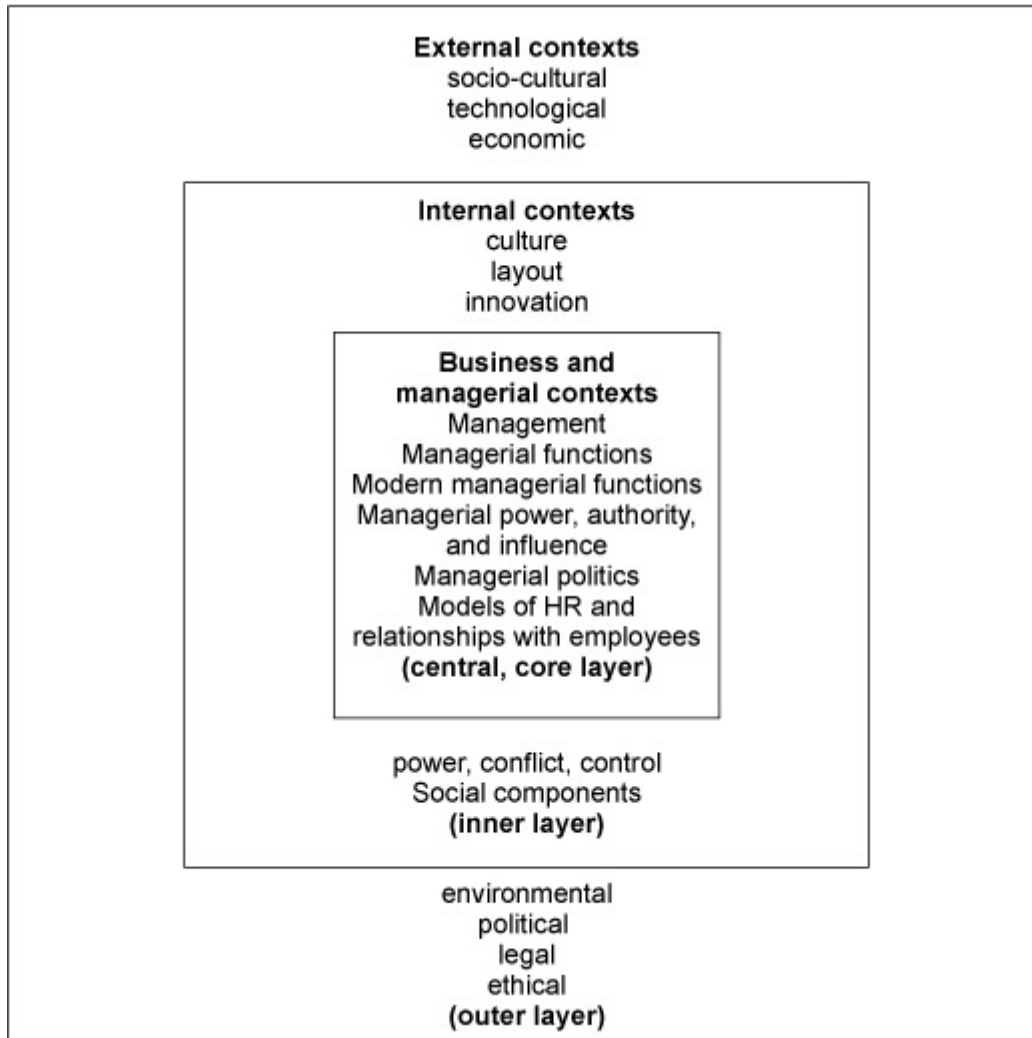 External contexts
socio-cultural
technological
economic
Internal contexts
culture
layout
innovation
Business and
managerial contexts
Management
Managerial functions
Modern managerial functions
Managerial power, authority,
and influence
Managerial politics
Models of HR and
relationships with employees
(central, core layer)
power, conflict, control
Social components
(inner layer)
environmental
political
legal
ethical
(outer layer)